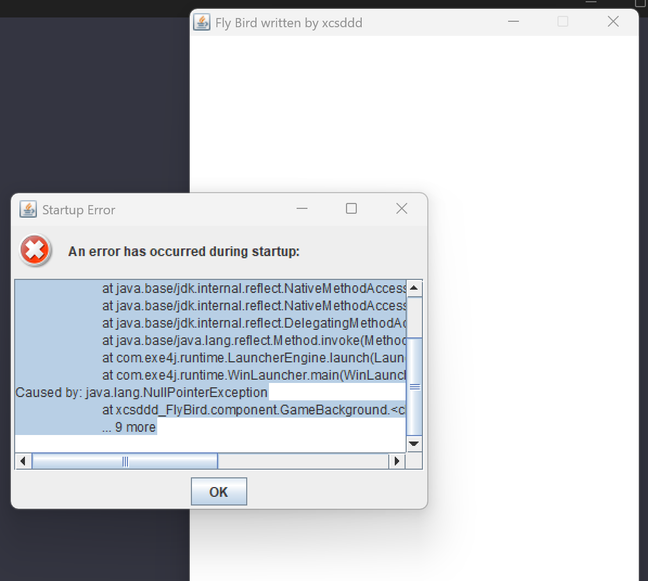 Fly Bird written by xcsddd
Startup Error
An error has occurred during startup:
at java.base/jdk.internal.reflect.NativeMethodAccess
at java.base/jdk.internal.reflect.NativeMethodAccess
at java.base/jdk.internal.reflect.DelegatingMethodAc
at java.base/java.lang.reflect.Method.invoke(Method
at com.exe4j.runtime.LauncherEngine.launch(Laun
at com.exe4j.runtime.WinLauncher.main(WinLaunch
Caused by: java.lang.NullPointerException
at xcsddd_FlyBird.component.GameBackground.<c
... 9 more
OK